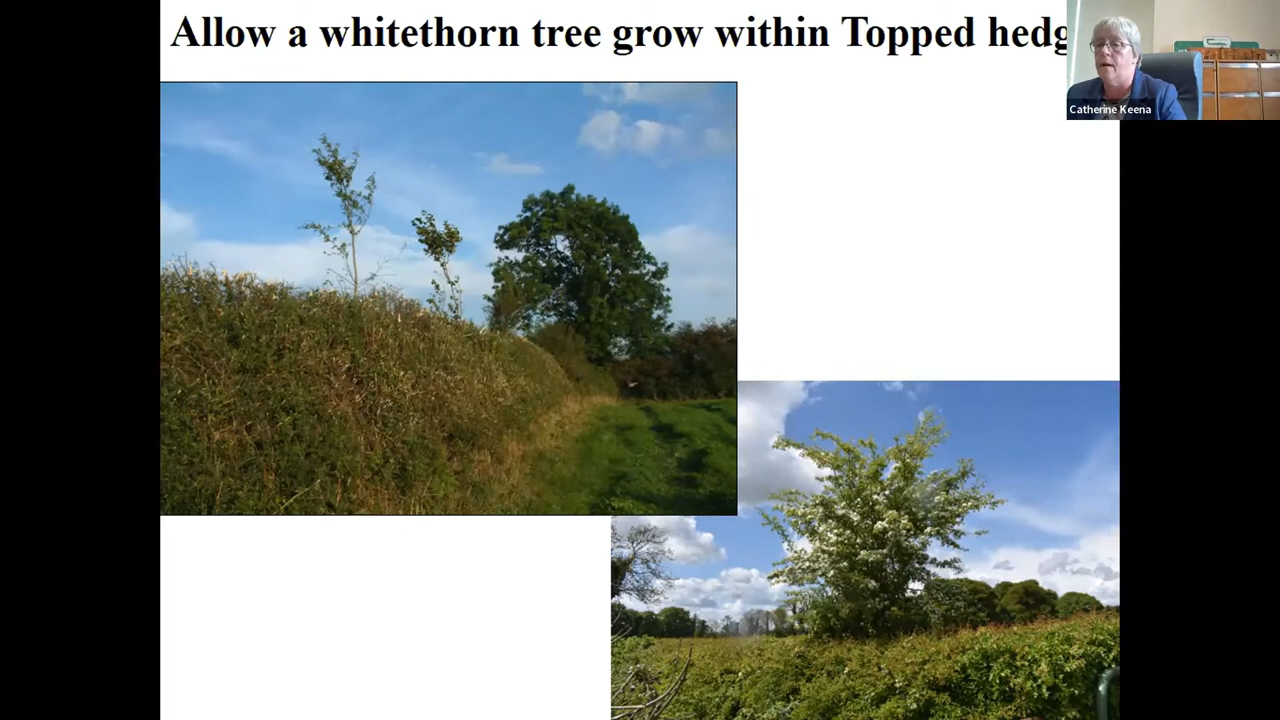 Allow a whitethorn tree grow within Topped hedg
Catherine Keena